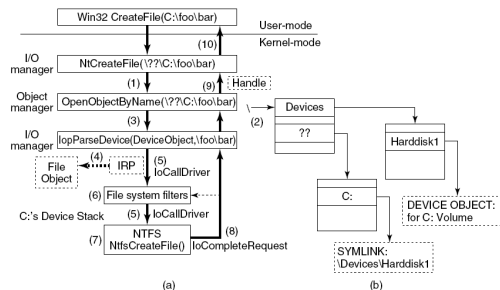 Win32 CreateFile(C:\foo\bar)
User-mode
Kernel-mode
(10)
I/O
manager
NtCreateFile(\??\C:\foo\bar)
(1)
(9)
Handle
Object
manager
OpenObjectByName(\??\C:\foo\bar)
(3)
I/O
manager
IopParseDevice(DeviceObject,\foo\bar)
(4)
File
Object
IRP
(5)
IoCallDriver
(6)
File system filters
C:'s Device Stack
(5)
IoCallDriver
(7)
NTFS
NtfsCreateFile()
(8)
IoCompleteRequest
(a)
\
(2)
Devices
??
Harddisk1
C:
DEVICE OBJECT:
for C: Volume
SYMLINK:
\Devices\Harddisk1
(b)